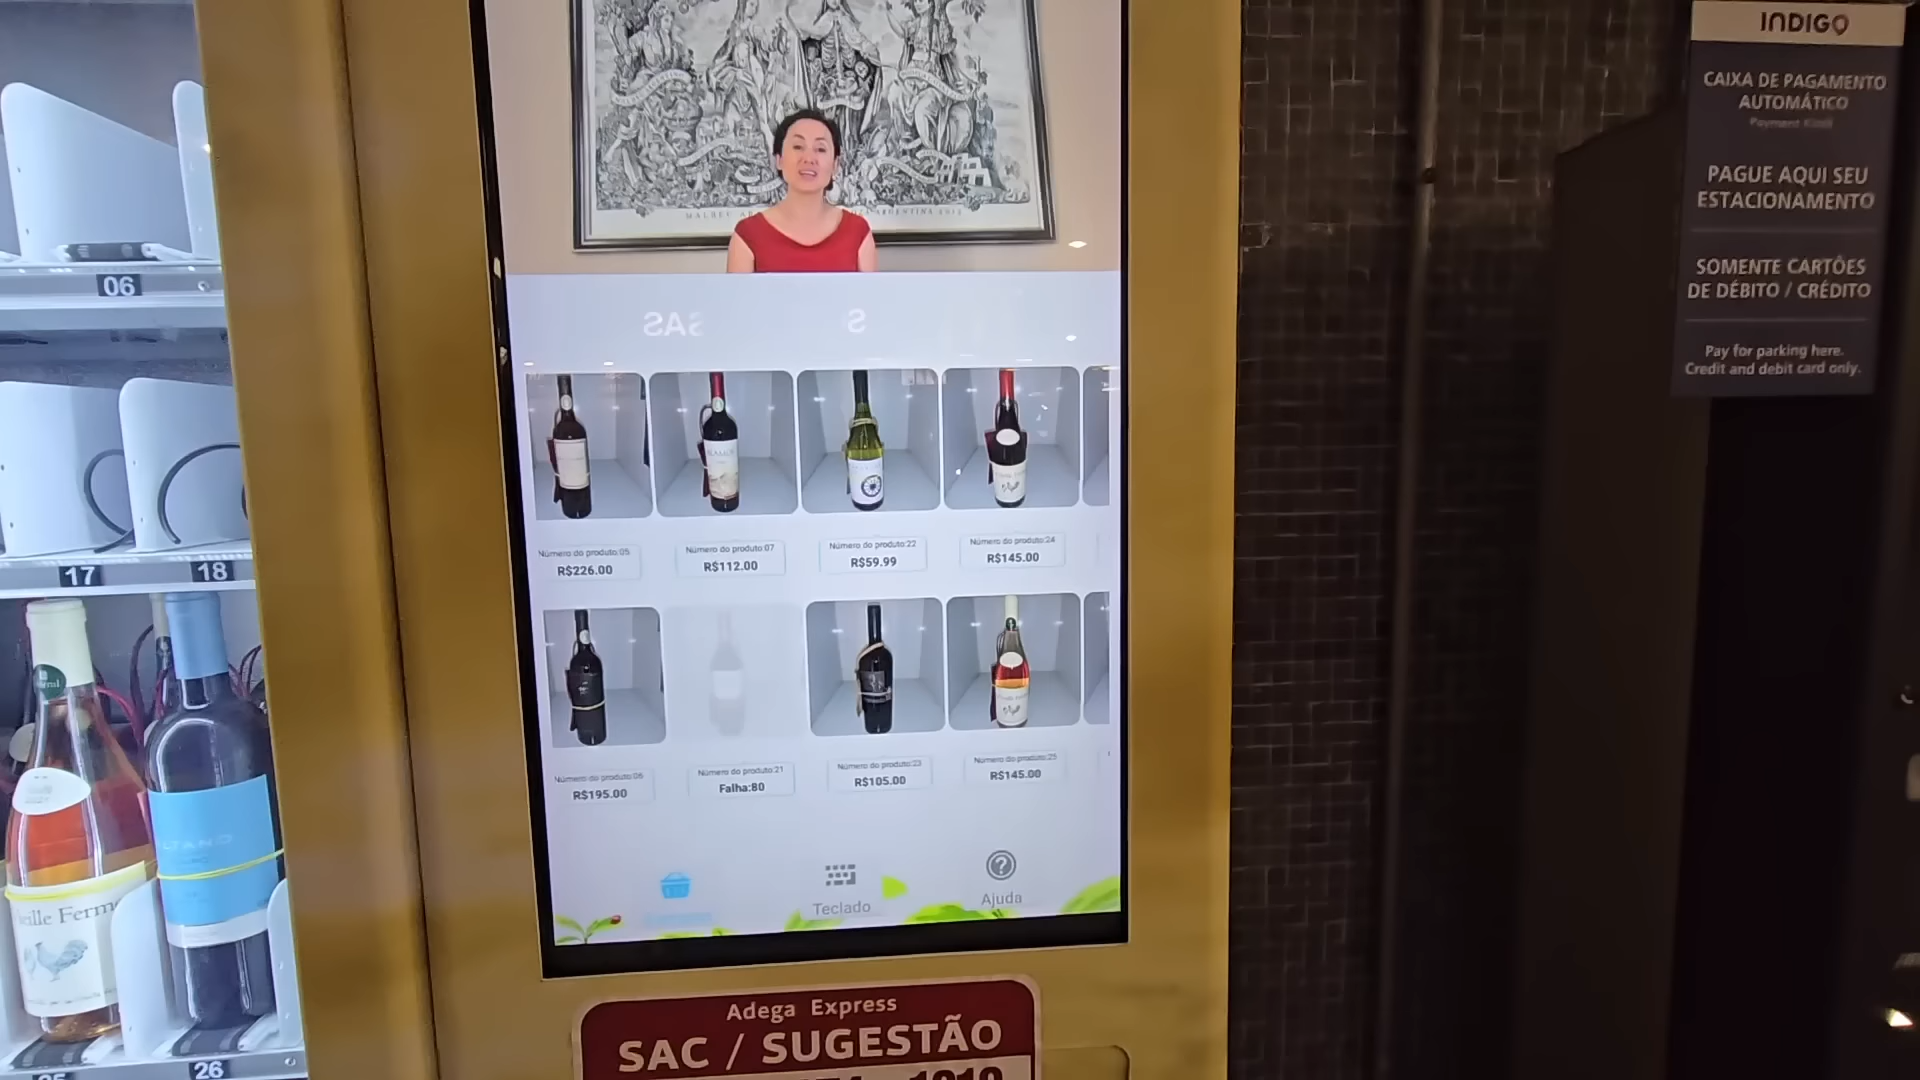 INDIGO
CAIXA DE PAGAMENTO
AUTOMÁTICO
Payment Kiosk
PAGUE AQUI SEU
ESTACIONAMENTO
SOMENTE CARTÕES
DE DÉBITO / CRÉDITO
Pay for parking here.
Credit and debit card only.
06
17
18
26
Número do produto:05
R$226.00
Número do produto:07
R$112.00
Número do produto:22
R$59.99
Número do produto:24
R$145.00
Número do produto:06
R$195.00
Número do produto:21
Falha:80
Número do produto:23
R$105.00
Número do produto:25
R$145.00
Teclado
Ajuda
Adega Express
SAC / SUGESTÃO